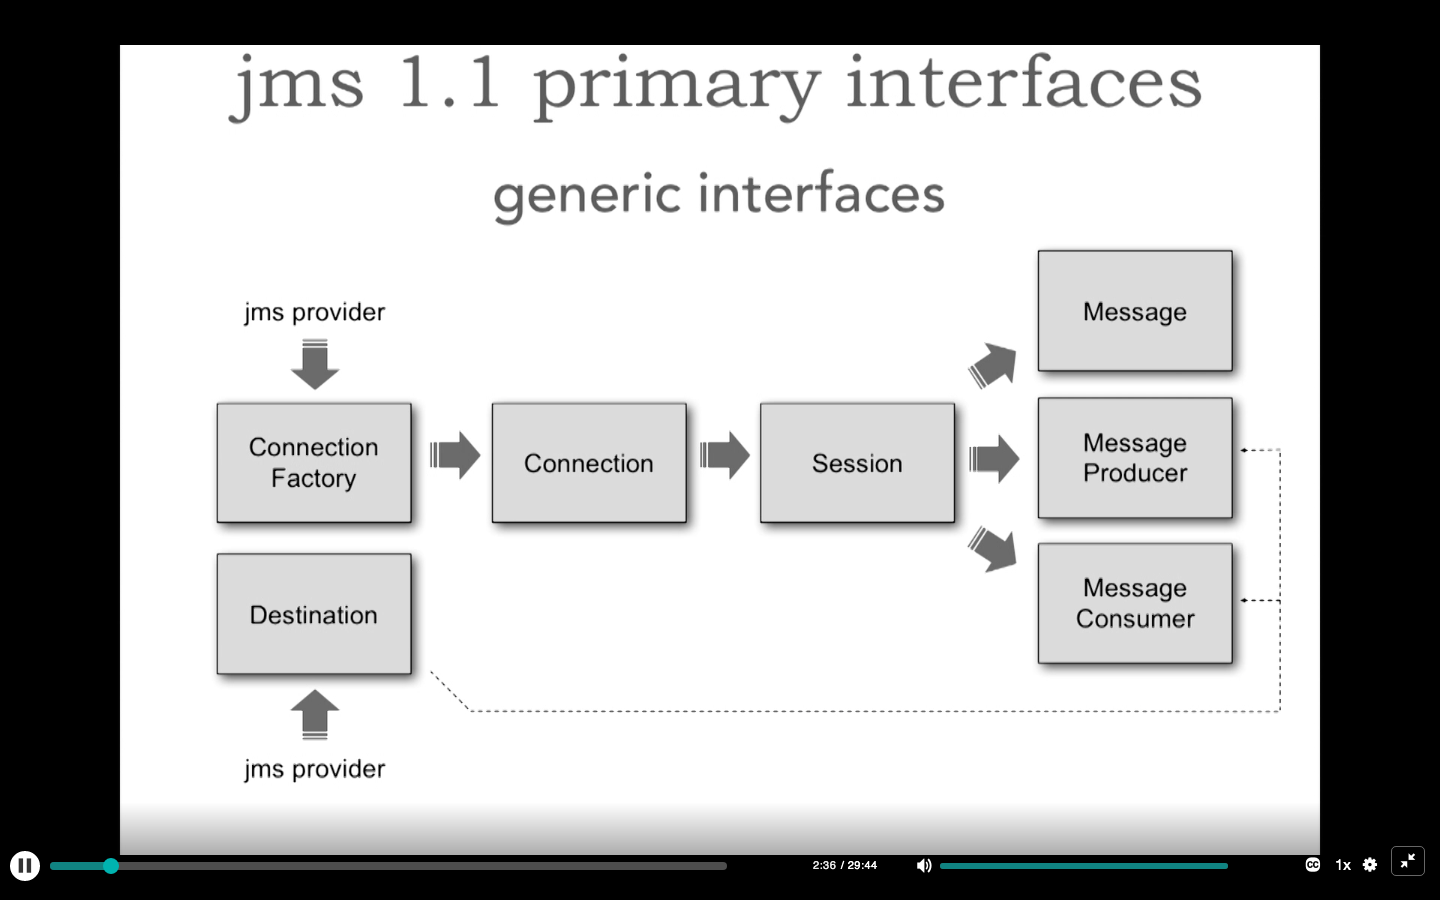 jms 1.1 primary interfaces
generic interfaces
jms provider
Connection
Factory
Connection
Session
Message
Message
Producer
Message
Consumer
Destination
jms provider
2:36 / 29:44
CC
1x